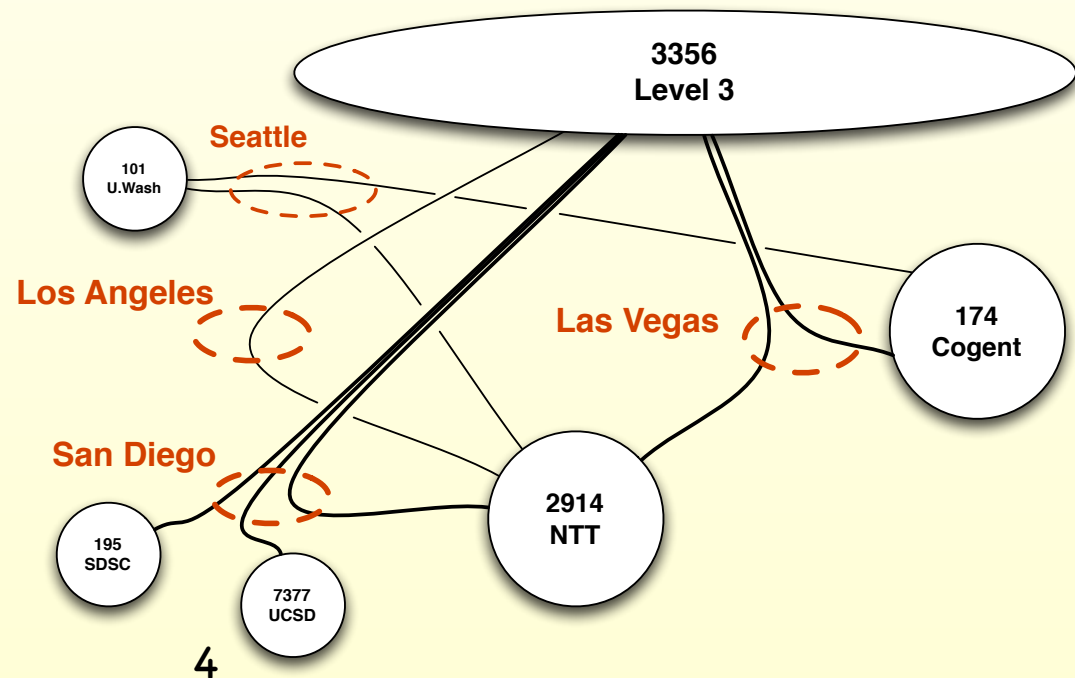 3356
Level 3
Seattle
101
U.Wash
Los Angeles
Las Vegas
174
Cogent
San Diego
2914
NTT
195
SDSC
7377
UCSD
4